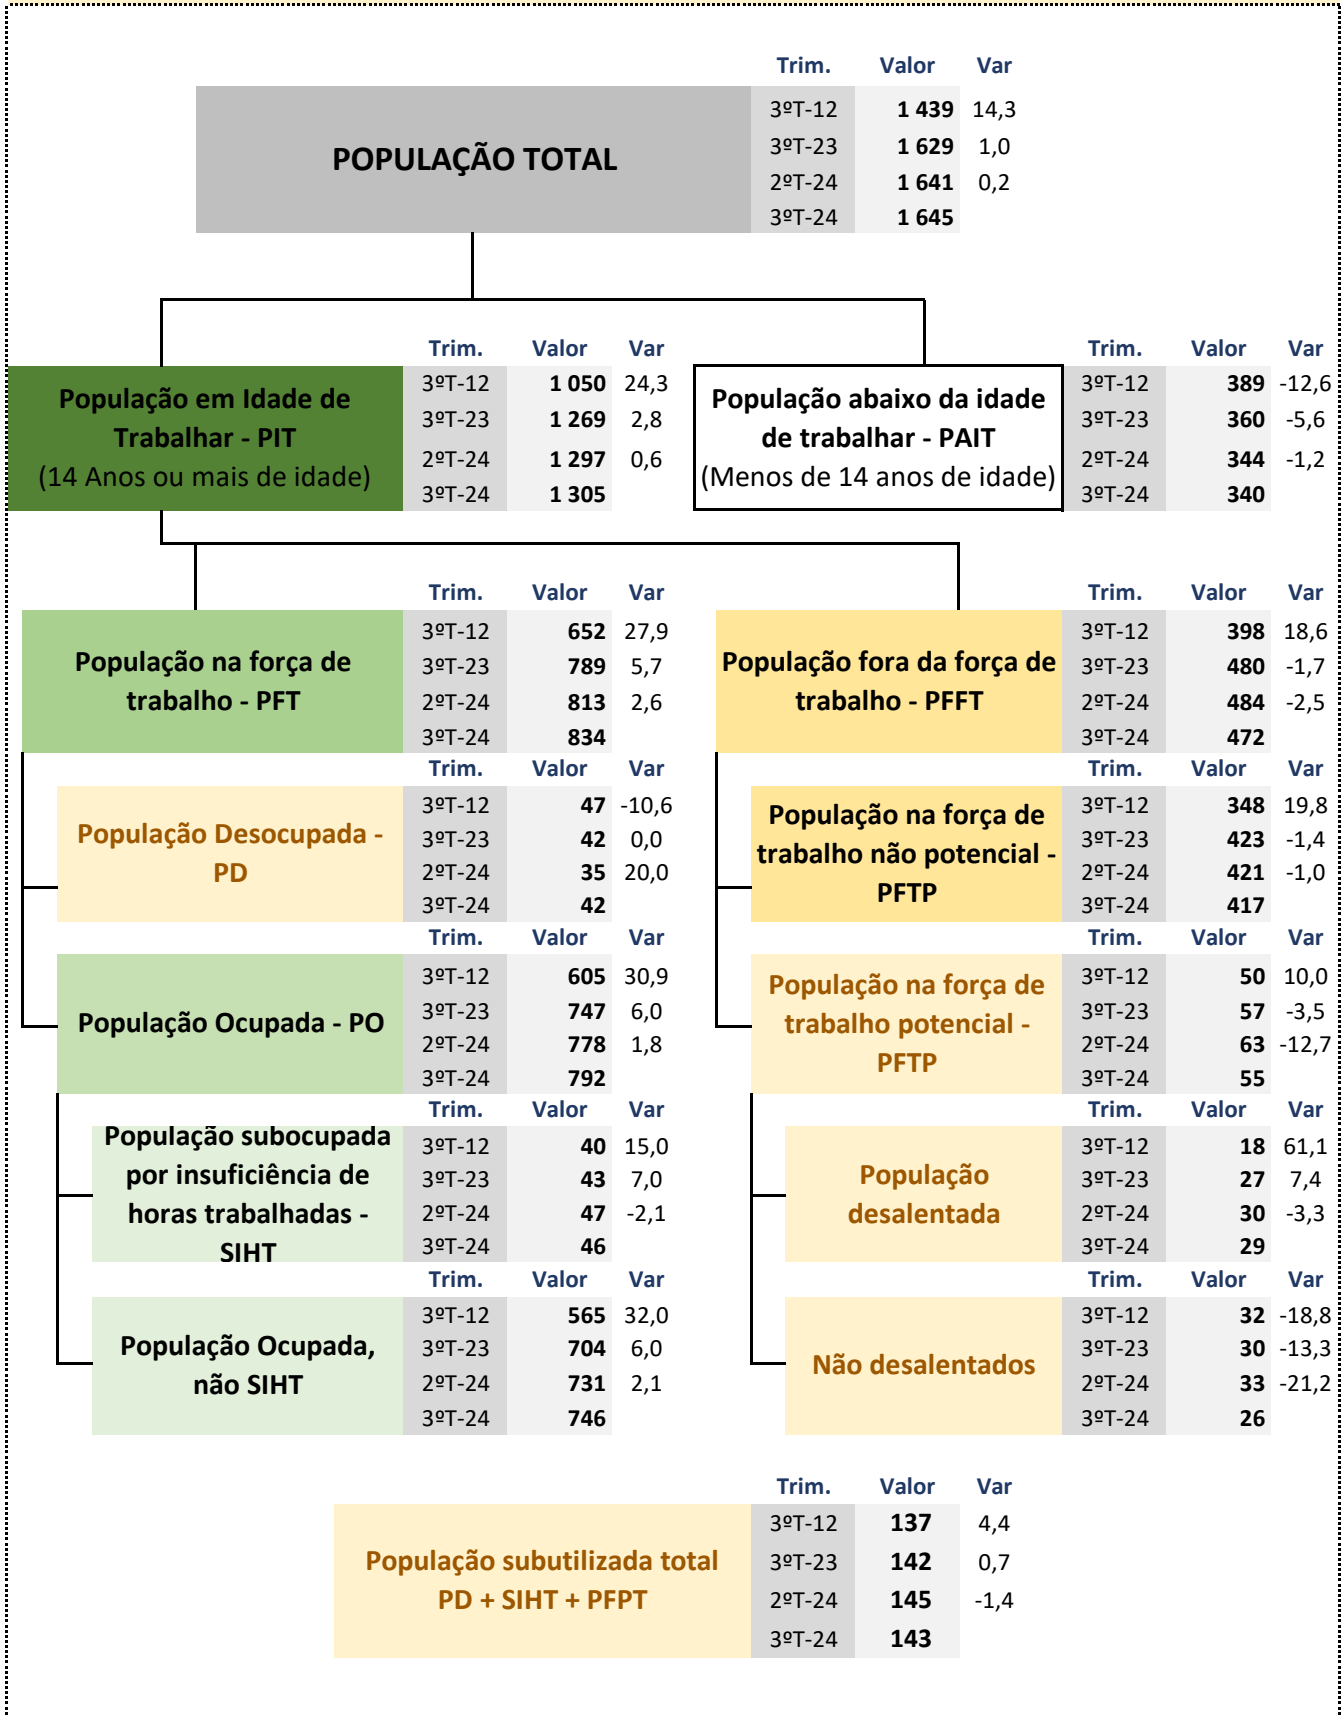 Trim. Valor Var
POPULAÇÃO TOTAL
3ºT-12 1 439 14,3
3ºT-23 1 629 1,0
2ºT-24 1 641 0,2
3ºT-24 1 645
Trim. Valor Var
População em Idade de
Trabalhar - PIT
(14 Anos ou mais de idade)
3ºT-12 1 050 24,3
3ºT-23 1 269 2,8
2ºT-24 1 297 0,6
3ºT-24 1 305
Trim. Valor Var
População abaixo da idade
de trabalhar - PAIT
(Menos de 14 anos de idade)
3ºT-12 389 -12,6
3ºT-23 360 -5,6
2ºT-24 344 -1,2
3ºT-24 340
Trim. Valor Var
População na força de
trabalho - PFT
3ºT-12 652 27,9
3ºT-23 789 5,7
2ºT-24 813 2,6
3ºT-24 834
Trim. Valor Var
População fora da força de
trabalho - PFFT
3ºT-12 398 18,6
3ºT-23 480 -1,7
2ºT-24 484 -2,5
3ºT-24 472
Trim. Valor Var
População Desocupada -
PD
3ºT-12 47 -10,6
3ºT-23 42 0,0
2ºT-24 35 20,0
3ºT-24 42
Trim. Valor Var
População na força de
trabalho não potencial -
PFTP
3ºT-12 348 19,8
3ºT-23 423 -1,4
2ºT-24 421 -1,0
3ºT-24 417
Trim. Valor Var
População Ocupada - PO
3ºT-12 605 30,9
3ºT-23 747 6,0
2ºT-24 778 1,8
3ºT-24 792
Trim. Valor Var
População na força de
trabalho potencial -
PFTP
3ºT-12 50 10,0
3ºT-23 57 -3,5
2ºT-24 63 -12,7
3ºT-24 55
Trim. Valor Var
População subocupada
por insuficiência de
horas trabalhadas -
SIHT
3ºT-12 40 15,0
3ºT-23 43 7,0
2ºT-24 47 -2,1
3ºT-24 46
Trim. Valor Var
População
desalentada
3ºT-12 18 61,1
3ºT-23 27 7,4
2ºT-24 30 -3,3
3ºT-24 29
Trim. Valor Var
População Ocupada,
não SIHT
3ºT-12 565 32,0
3ºT-23 704 6,0
2ºT-24 731 2,1
3ºT-24 746
Trim. Valor Var
Não desalentados
3ºT-12 32 -18,8
3ºT-23 30 -13,3
2ºT-24 33 -21,2
3ºT-24 26
Trim. Valor Var
População subutilizada total
PD + SIHT + PFPT
3ºT-12 137 4,4
3ºT-23 142 0,7
2ºT-24 145 -1,4
3ºT-24 143